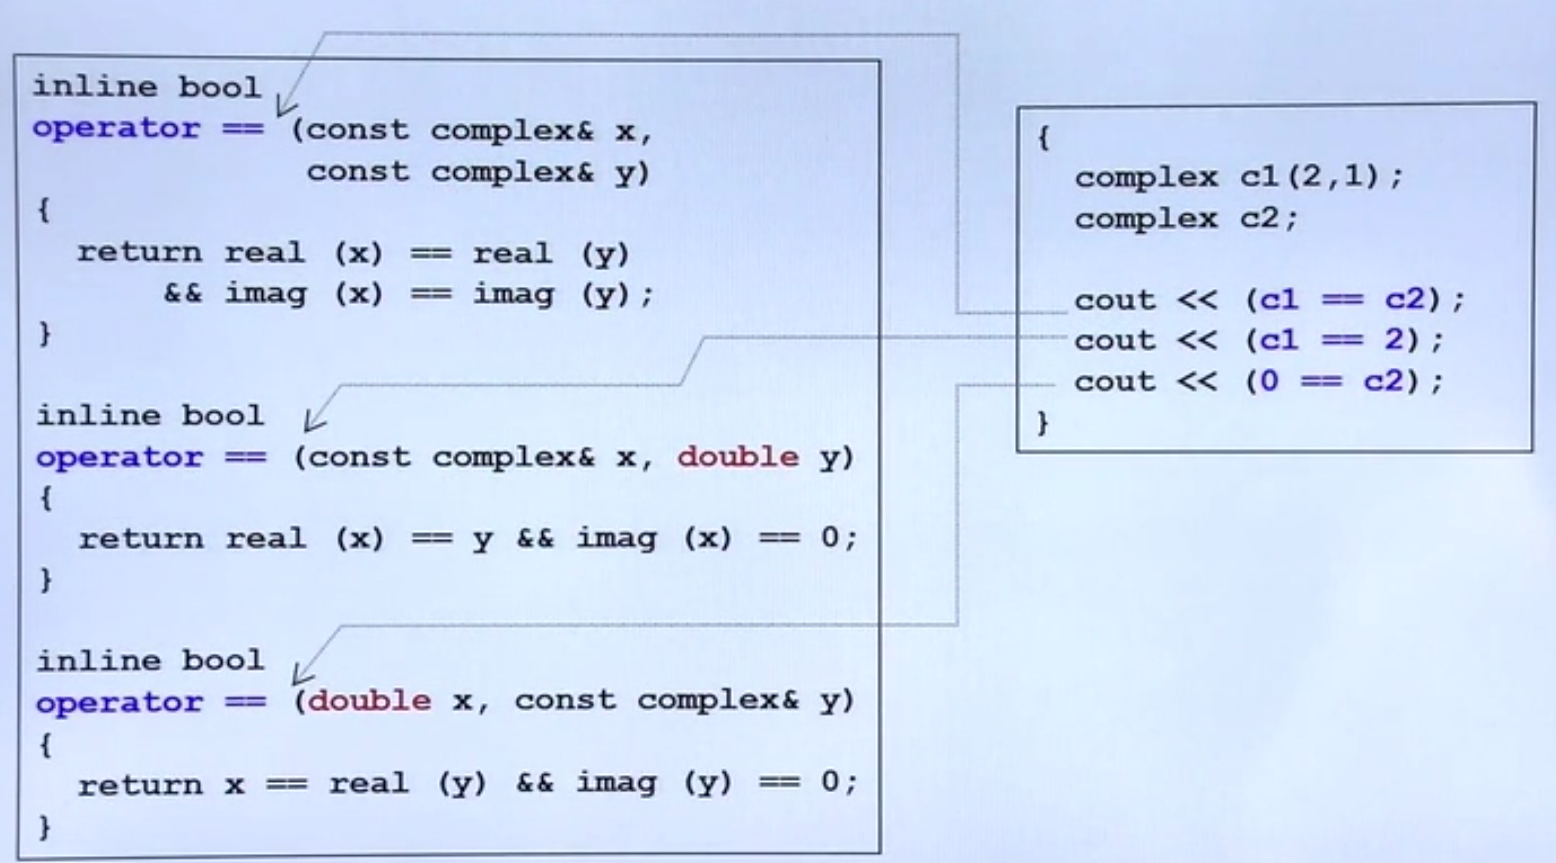 inline bool
operator == (const complex& x,
const complex& y)
{
return real (x) == real (y)
&& imag (x) == imag (y);
}
inline bool
operator == (const complex& x, double y)
{
return real (x) == y && imag (x) == 0;
}
inline bool
operator == (double x, const complex& y)
{
return x == real (y) && imag (y) == 0;
}
{
complex c1(2,1);
complex c2;
cout << (c1 == c2);
cout << (c1 == 2);
cout << (0 == c2);
}